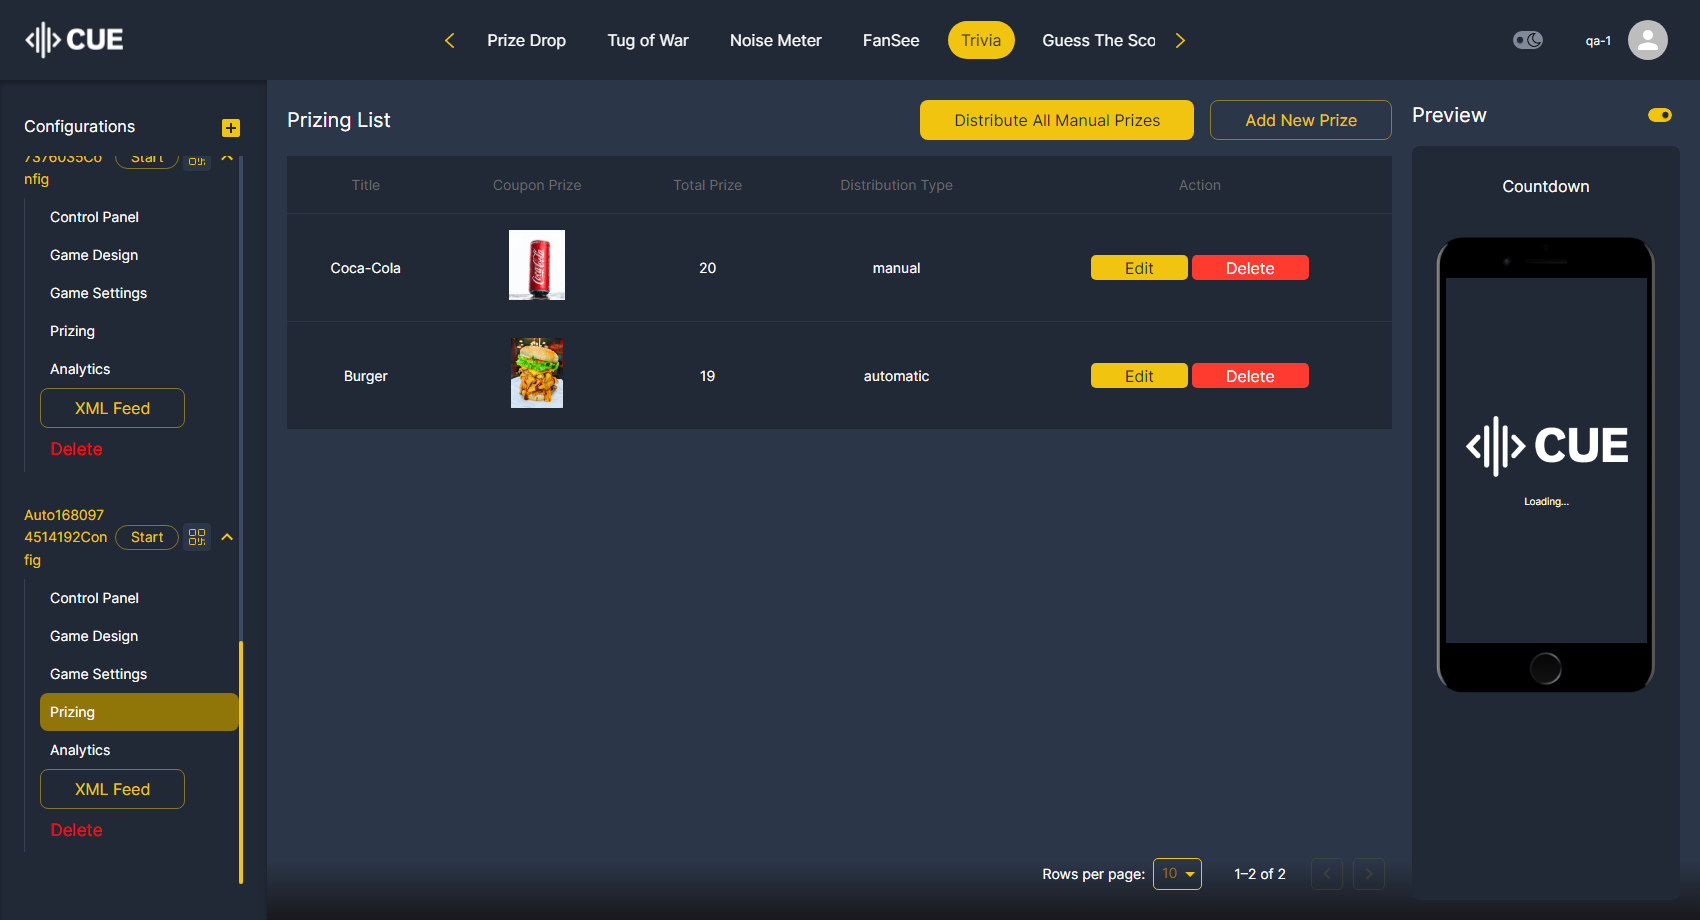 CUE
Prize Drop
Tug of War
Noise Meter
FanSee
Trivia
Guess The Sco
qa-1
Configurations
7376035Co
nfig
Start
Control Panel
Game Design
Game Settings
Prizing
Analytics
XML Feed
Delete
Auto168097
4514192Con
fig
Start
Control Panel
Game Design
Game Settings
Prizing
Analytics
XML Feed
Delete
Prizing List
Distribute All Manual Prizes
Add New Prize
Title
Coupon Prize
Total Prize
Distribution Type
Action
Coca-Cola
Coca-Cola
20
manual
Edit
Delete
Burger
19
automatic
Edit
Delete
Rows per page:
10
1–2 of 2
Preview
Countdown
CUE
Loading...